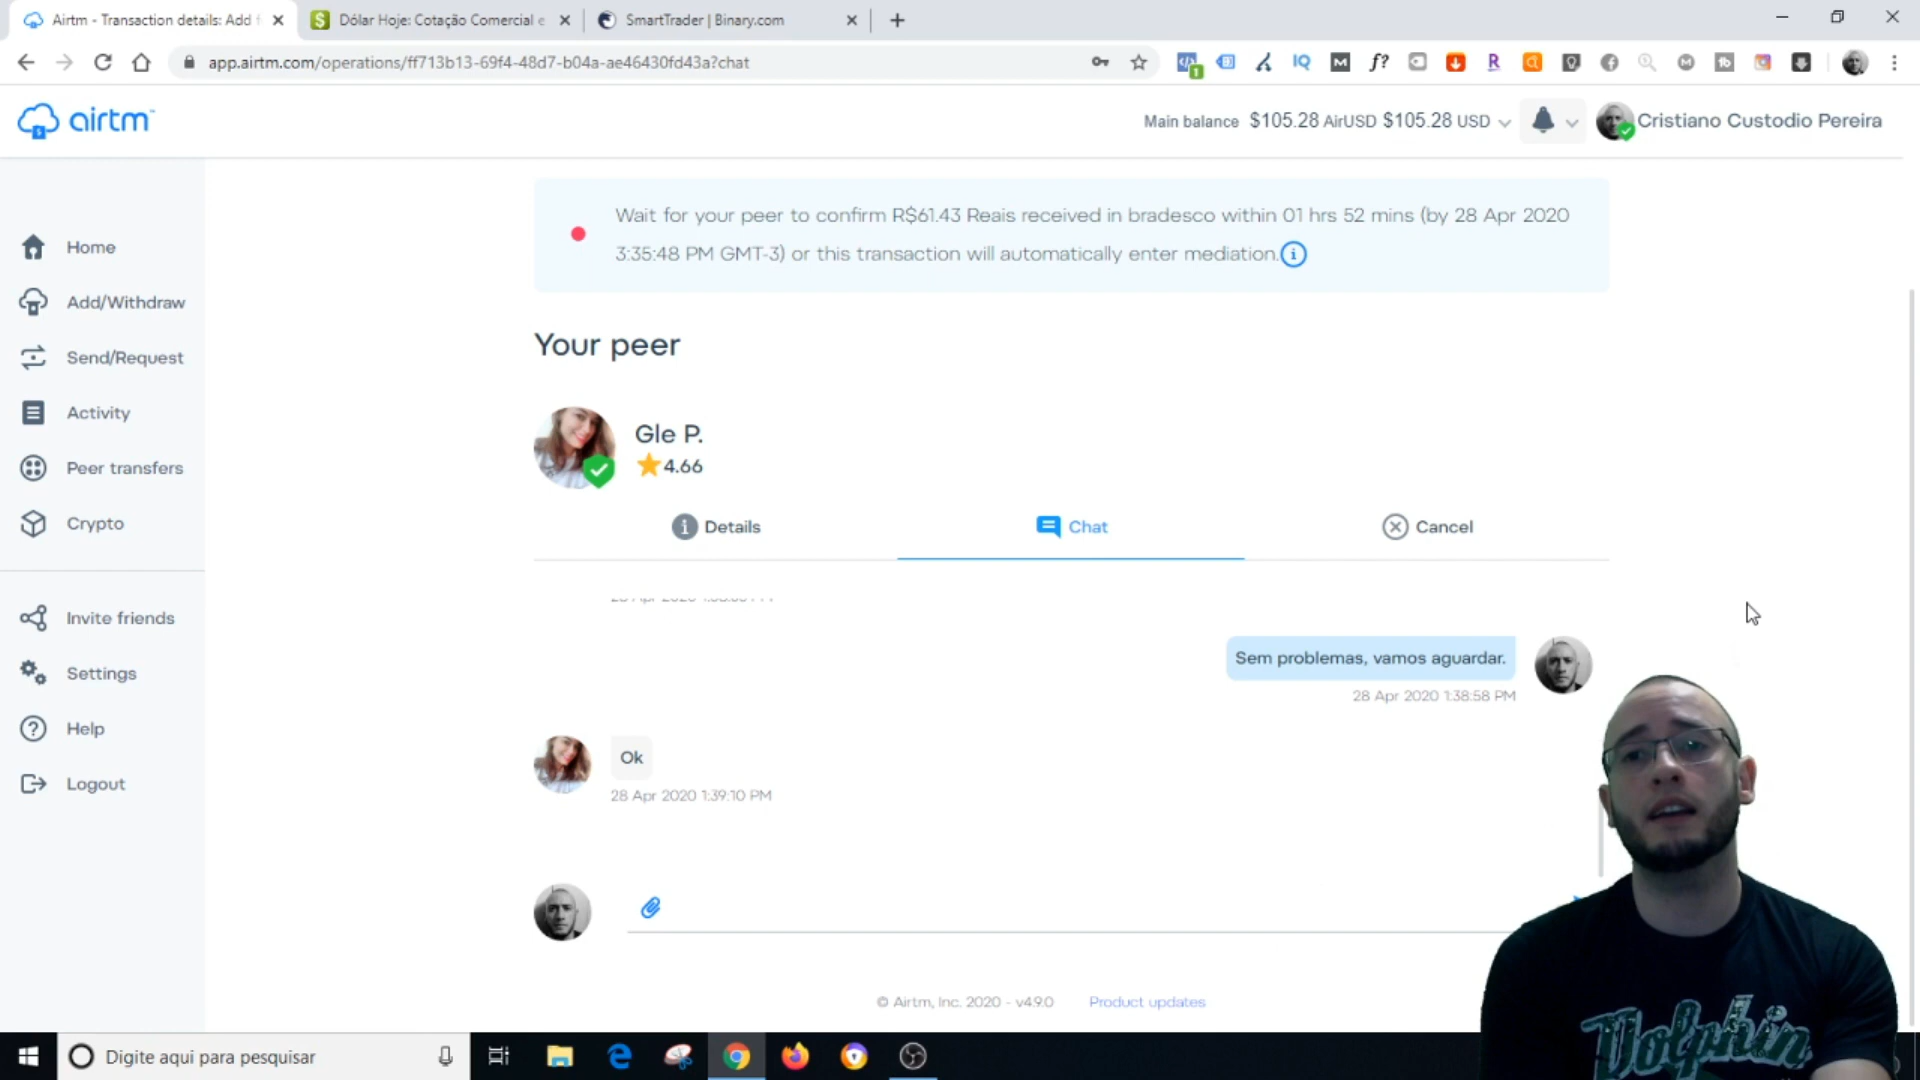 Airtm - Transaction details: Add f
Dólar Hoje: Cotação Comercial e
SmartTrader | Binary.com
app.airtm.com/operations/ff713b13-69f4-48d7-b04a-ae46430fd43a?chat
airtm
Main balance $105.28 AirUSD $105.28 USD
Cristiano Custodio Pereira
Home
Add/Withdraw
Send/Request
Activity
Peer transfers
Crypto
Invite friends
Settings
Help
Logout
Wait for your peer to confirm R$61.43 Reais received in bradesco within 01 hrs 52 mins (by 28 Apr 2020
3:35:48 PM GMT-3) or this transaction will automatically enter mediation.
Your peer
Gle P.
4.66
Details
Chat
Cancel
Sem problemas, vamos aguardar.
28 Apr 2020 1:38:58 PM
Ok
28 Apr 2020 1:39:10 PM
© Airtm, Inc. 2020 - v4.9.0
Product updates
Dolphin
Digite aqui para pesquisar